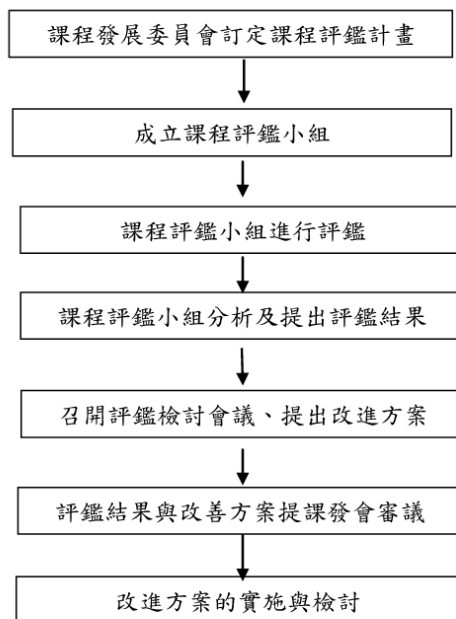 課程發展委員會訂定課程評鑑計畫
成立課程評鑑小組
課程評鑑小組進行評鑑
課程評鑑小組分析及提出評鑑結果
召開評鑑檢討會議、提出改進方案
評鑑結果與改善方案提課發會審議
改進方案的實施與檢討